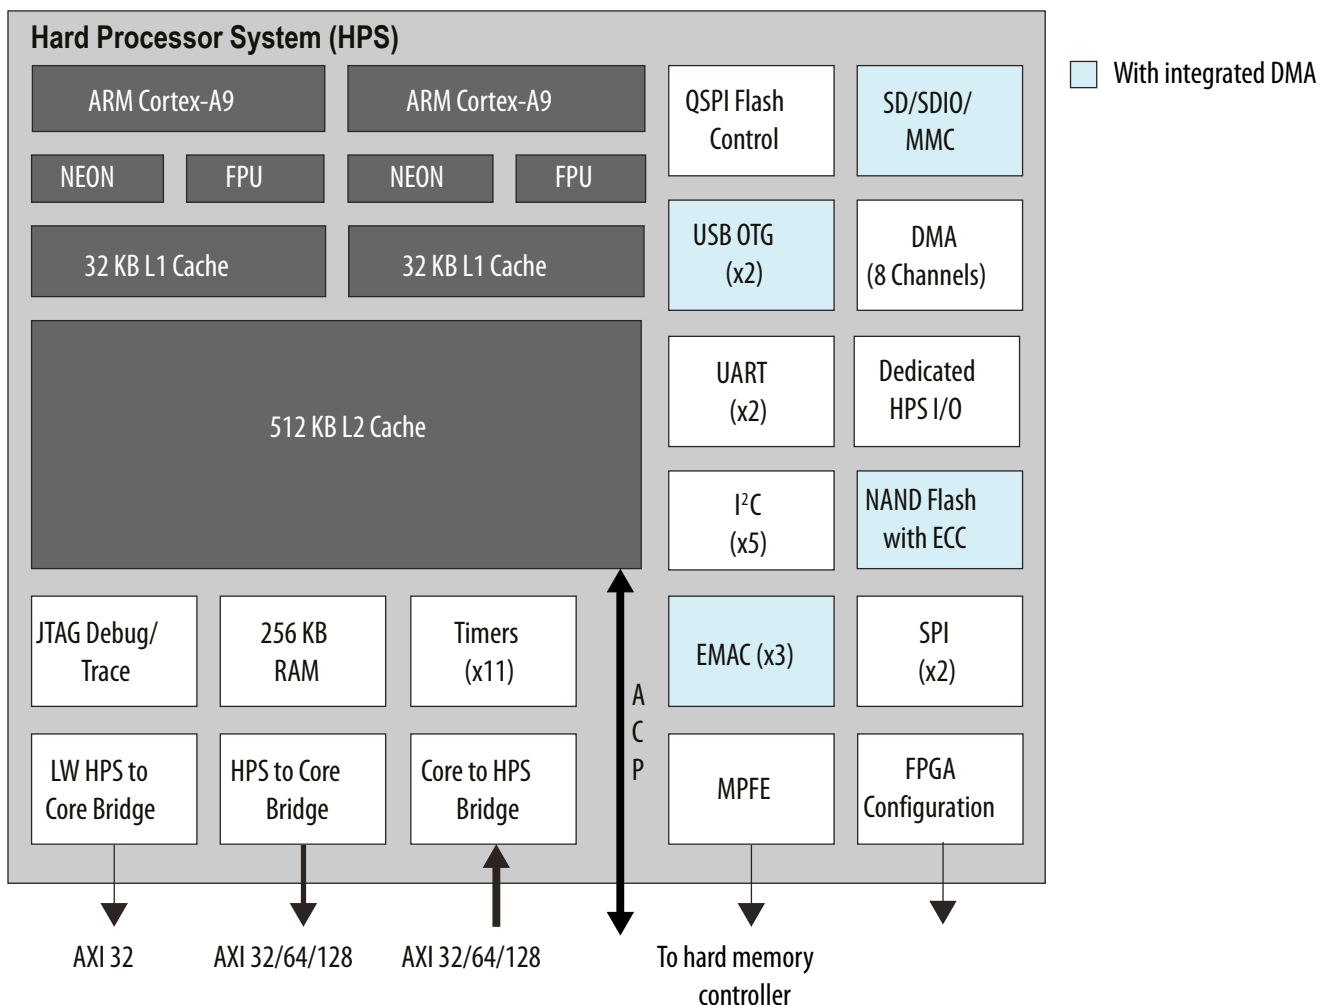 Hard Processor System (HPS)
With integrated DMA
ARM Cortex-A9
ARM Cortex-A9
QSPI Flash
Control
SD/SDIO/
MMC
NEON
FPU
NEON
FPU
32 KB L1 Cache
32 KB L1 Cache
USB OTG
(x2)
DMA
(8 Channels)
512 KB L2 Cache
UART
(x2)
Dedicated
HPS I/O
I²C
(x5)
NAND Flash
with ECC
JTAG Debug/
Trace
256 KB
RAM
Timers
(x11)
A
C
P
EMAC (x3)
SPI
(x2)
LW HPS to
Core Bridge
HPS to Core
Bridge
Core to HPS
Bridge
MPFE
FPGA
Configuration
AXI 32
AXI 32/64/128
AXI 32/64/128
To hard memory
controller